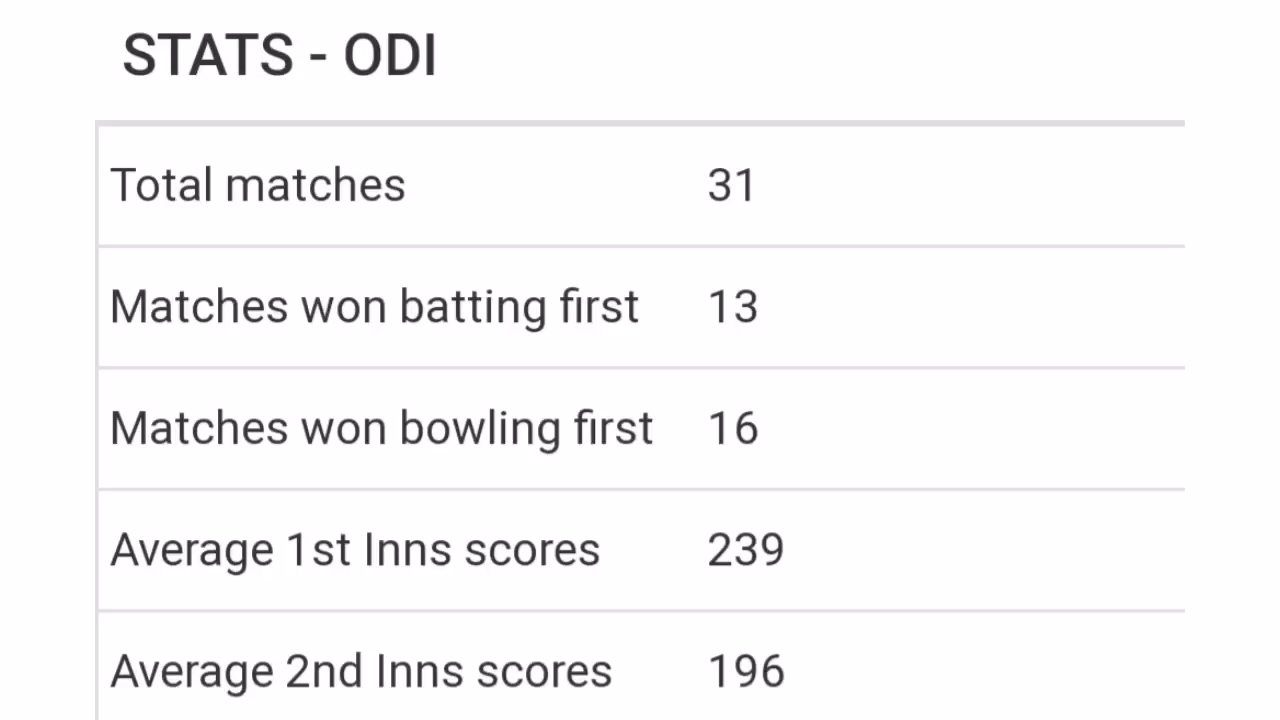 STATS - ODI
Total matches 31
Matches won batting first 13
Matches won bowling first 16
Average 1st Inns scores 239
Average 2nd Inns scores 196